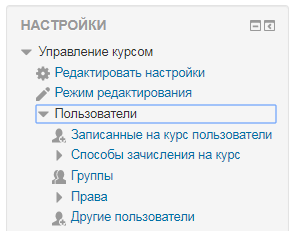 НАСТРОЙКИ
Управление курсом
Редактировать настройки
Режим редактирования
Пользователи
Записанные на курс пользователи
Способы зачисления на курс
Группы
Права
Другие пользователи